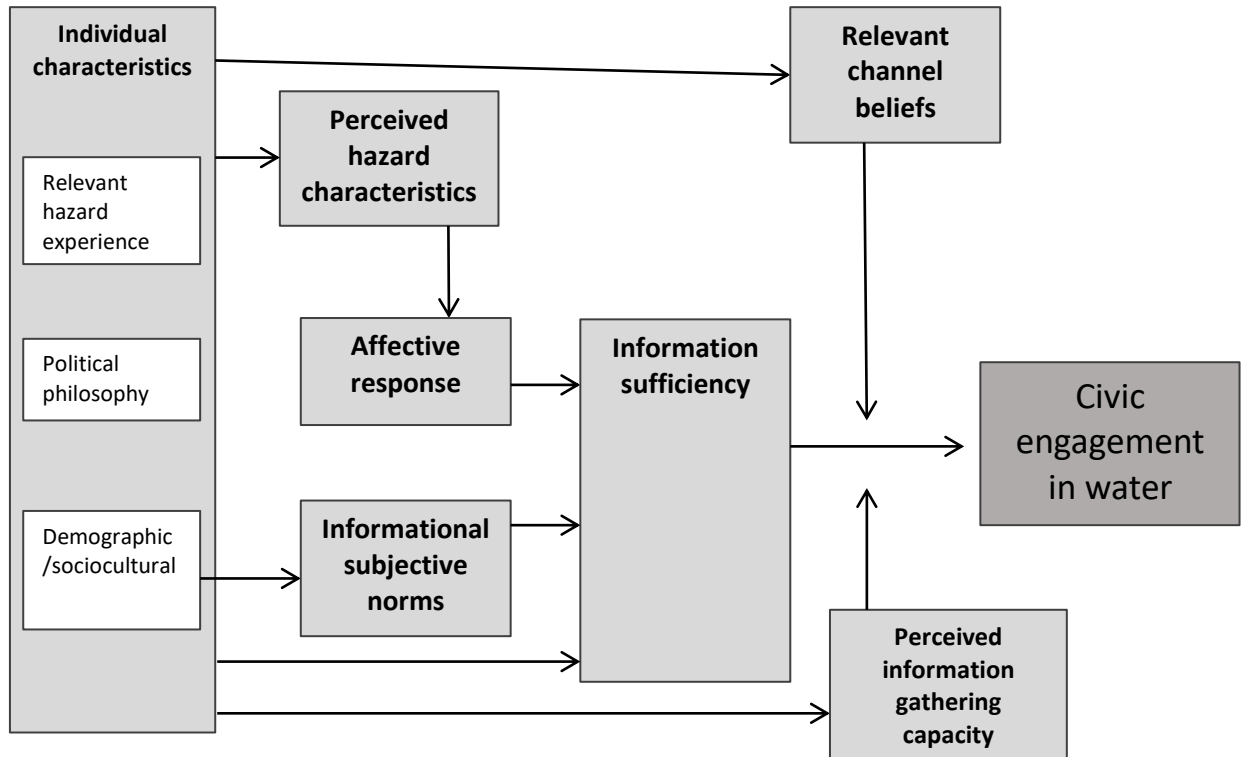 Individual
characteristics
Relevant
hazard
experience
Political
philosophy
Demographic
/sociocultural
Perceived
hazard
characteristics
Affective
response
Informational
subjective
norms
Information
sufficiency
Relevant
channel
beliefs
Perceived
information
gathering
capacity
Civic
engagement
in water